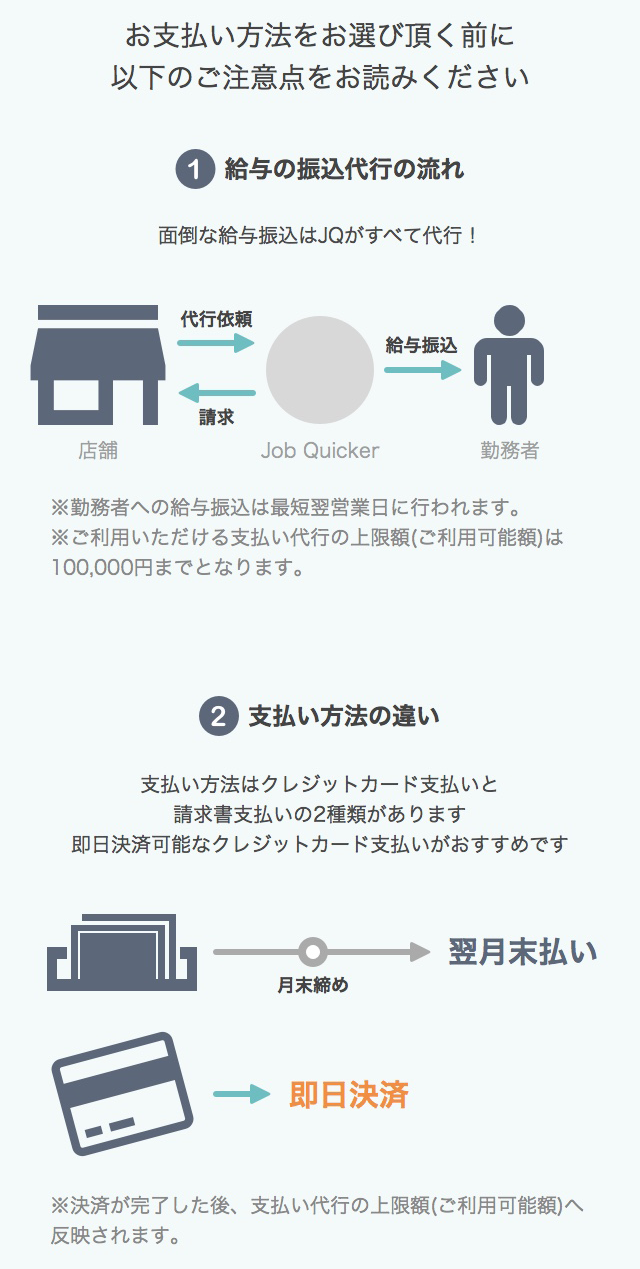 お支払い方法をお選び頂く前に
以下のご注意点をお読みください
1 給与の振込代行の流れ
面倒な給与振込はJQがすべて代行！
代行依頼
給与振込
請求
店舗
Job Quicker
勤務者
※勤務者への給与振込は最短翌営業日に行われます。
※ご利用いただける支払い代行の上限額(ご利用可能額)は
100,000円までとなります。
2 支払い方法の違い
支払い方法はクレジットカード支払いと
請求書支払いの2種類があります
即日決済可能なクレジットカード支払いがおすすめです
翌月末払い
月末締め
即日決済
※決済が完了した後、支払い代行の上限額(ご利用可能額)へ
反映されます。